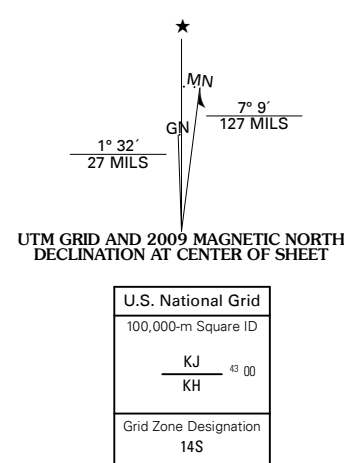 ★
MN
GN
7° 9´
127 MILS
1° 32´
27 MILS
UTM GRID AND 2009 MAGNETIC NORTH
DECLINATION AT CENTER OF SHEET
U.S. National Grid
100,000-m Square ID
KJ
43 00
KH
Grid Zone Designation
14S